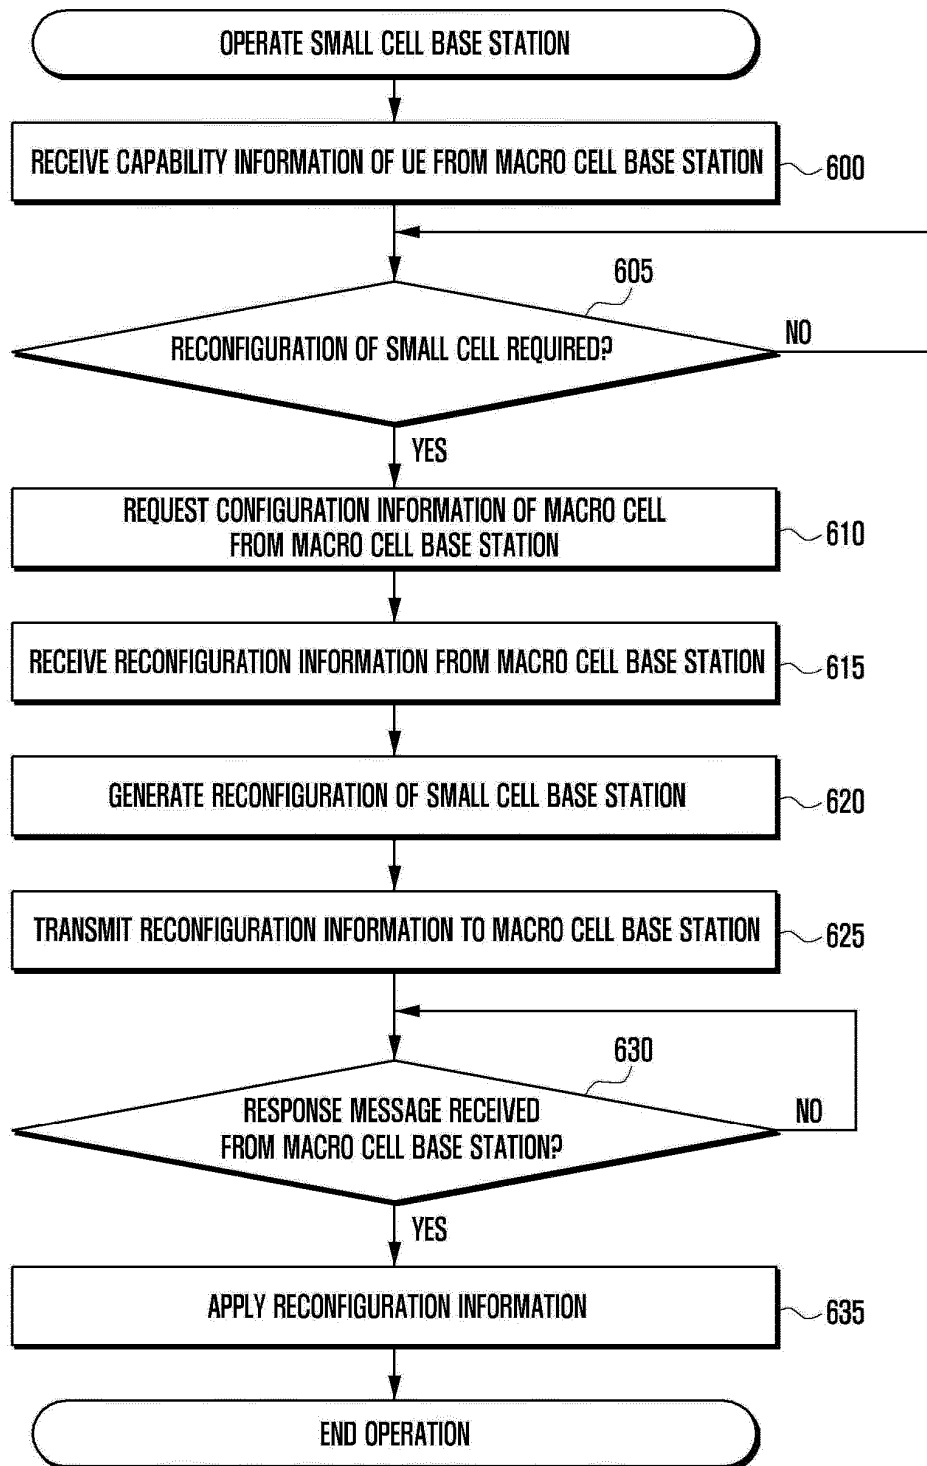 OPERATE SMALL CELL BASE STATION
RECEIVE CAPABILITY INFORMATION OF UE FROM MACRO CELL BASE STATION
600
605
RECONFIGURATION OF SMALL CELL REQUIRED?
NO
YES
REQUEST CONFIGURATION INFORMATION OF MACRO CELL
FROM MACRO CELL BASE STATION
610
RECEIVE RECONFIGURATION INFORMATION FROM MACRO CELL BASE STATION
615
GENERATE RECONFIGURATION OF SMALL CELL BASE STATION
620
TRANSMIT RECONFIGURATION INFORMATION TO MACRO CELL BASE STATION
625
630
RESPONSE MESSAGE RECEIVED
FROM MACRO CELL BASE STATION?
NO
YES
APPLY RECONFIGURATION INFORMATION
635
END OPERATION